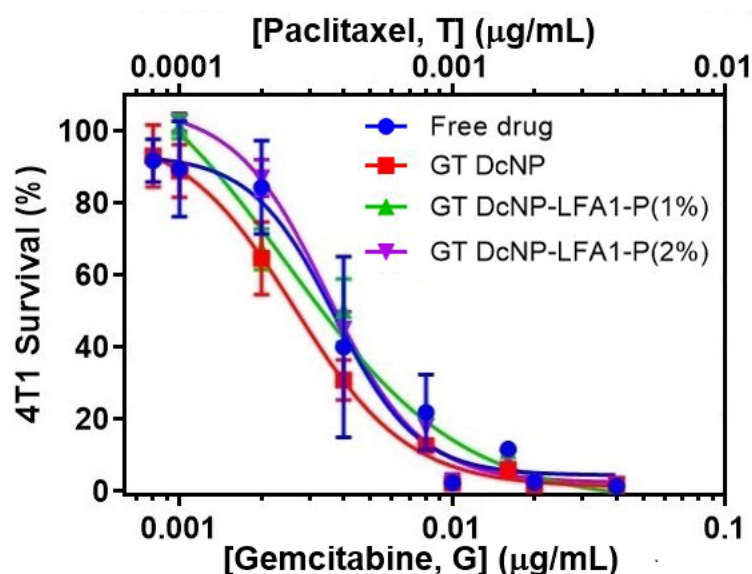 [Paclitaxel, T] (μg/mL)
0.0001 0.001 0.01
100
80
60
40
20
0
4T1 Survival (%)
Free drug
GT DcNP
GT DcNP-LFA1-P(1%)
GT DcNP-LFA1-P(2%)
0.001 0.01 0.1
[Gemcitabine, G] (μg/mL)